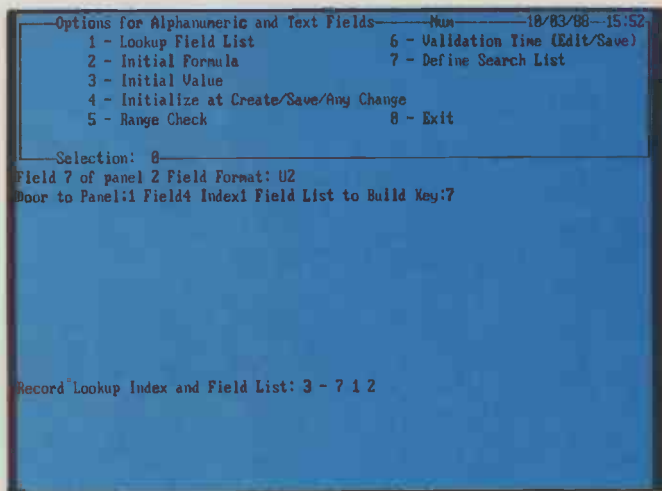 Options for Alphanumeric and Text Fields Num 10/03/88 15:52
1 - Lookup Field List 6 - Validation Time (Edit/Save)
2 - Initial Formula 7 - Define Search List
3 - Initial Value
4 - Initialize at Create/Save/Any Change
5 - Range Check 0 - Exit
Selection: 0
Field 7 of panel 2 Field Format: U2
Door to Panel:1 Field4 Index1 Field List to Build Key:7
Record Lookup Index and Field List: 3 - 7 1 2